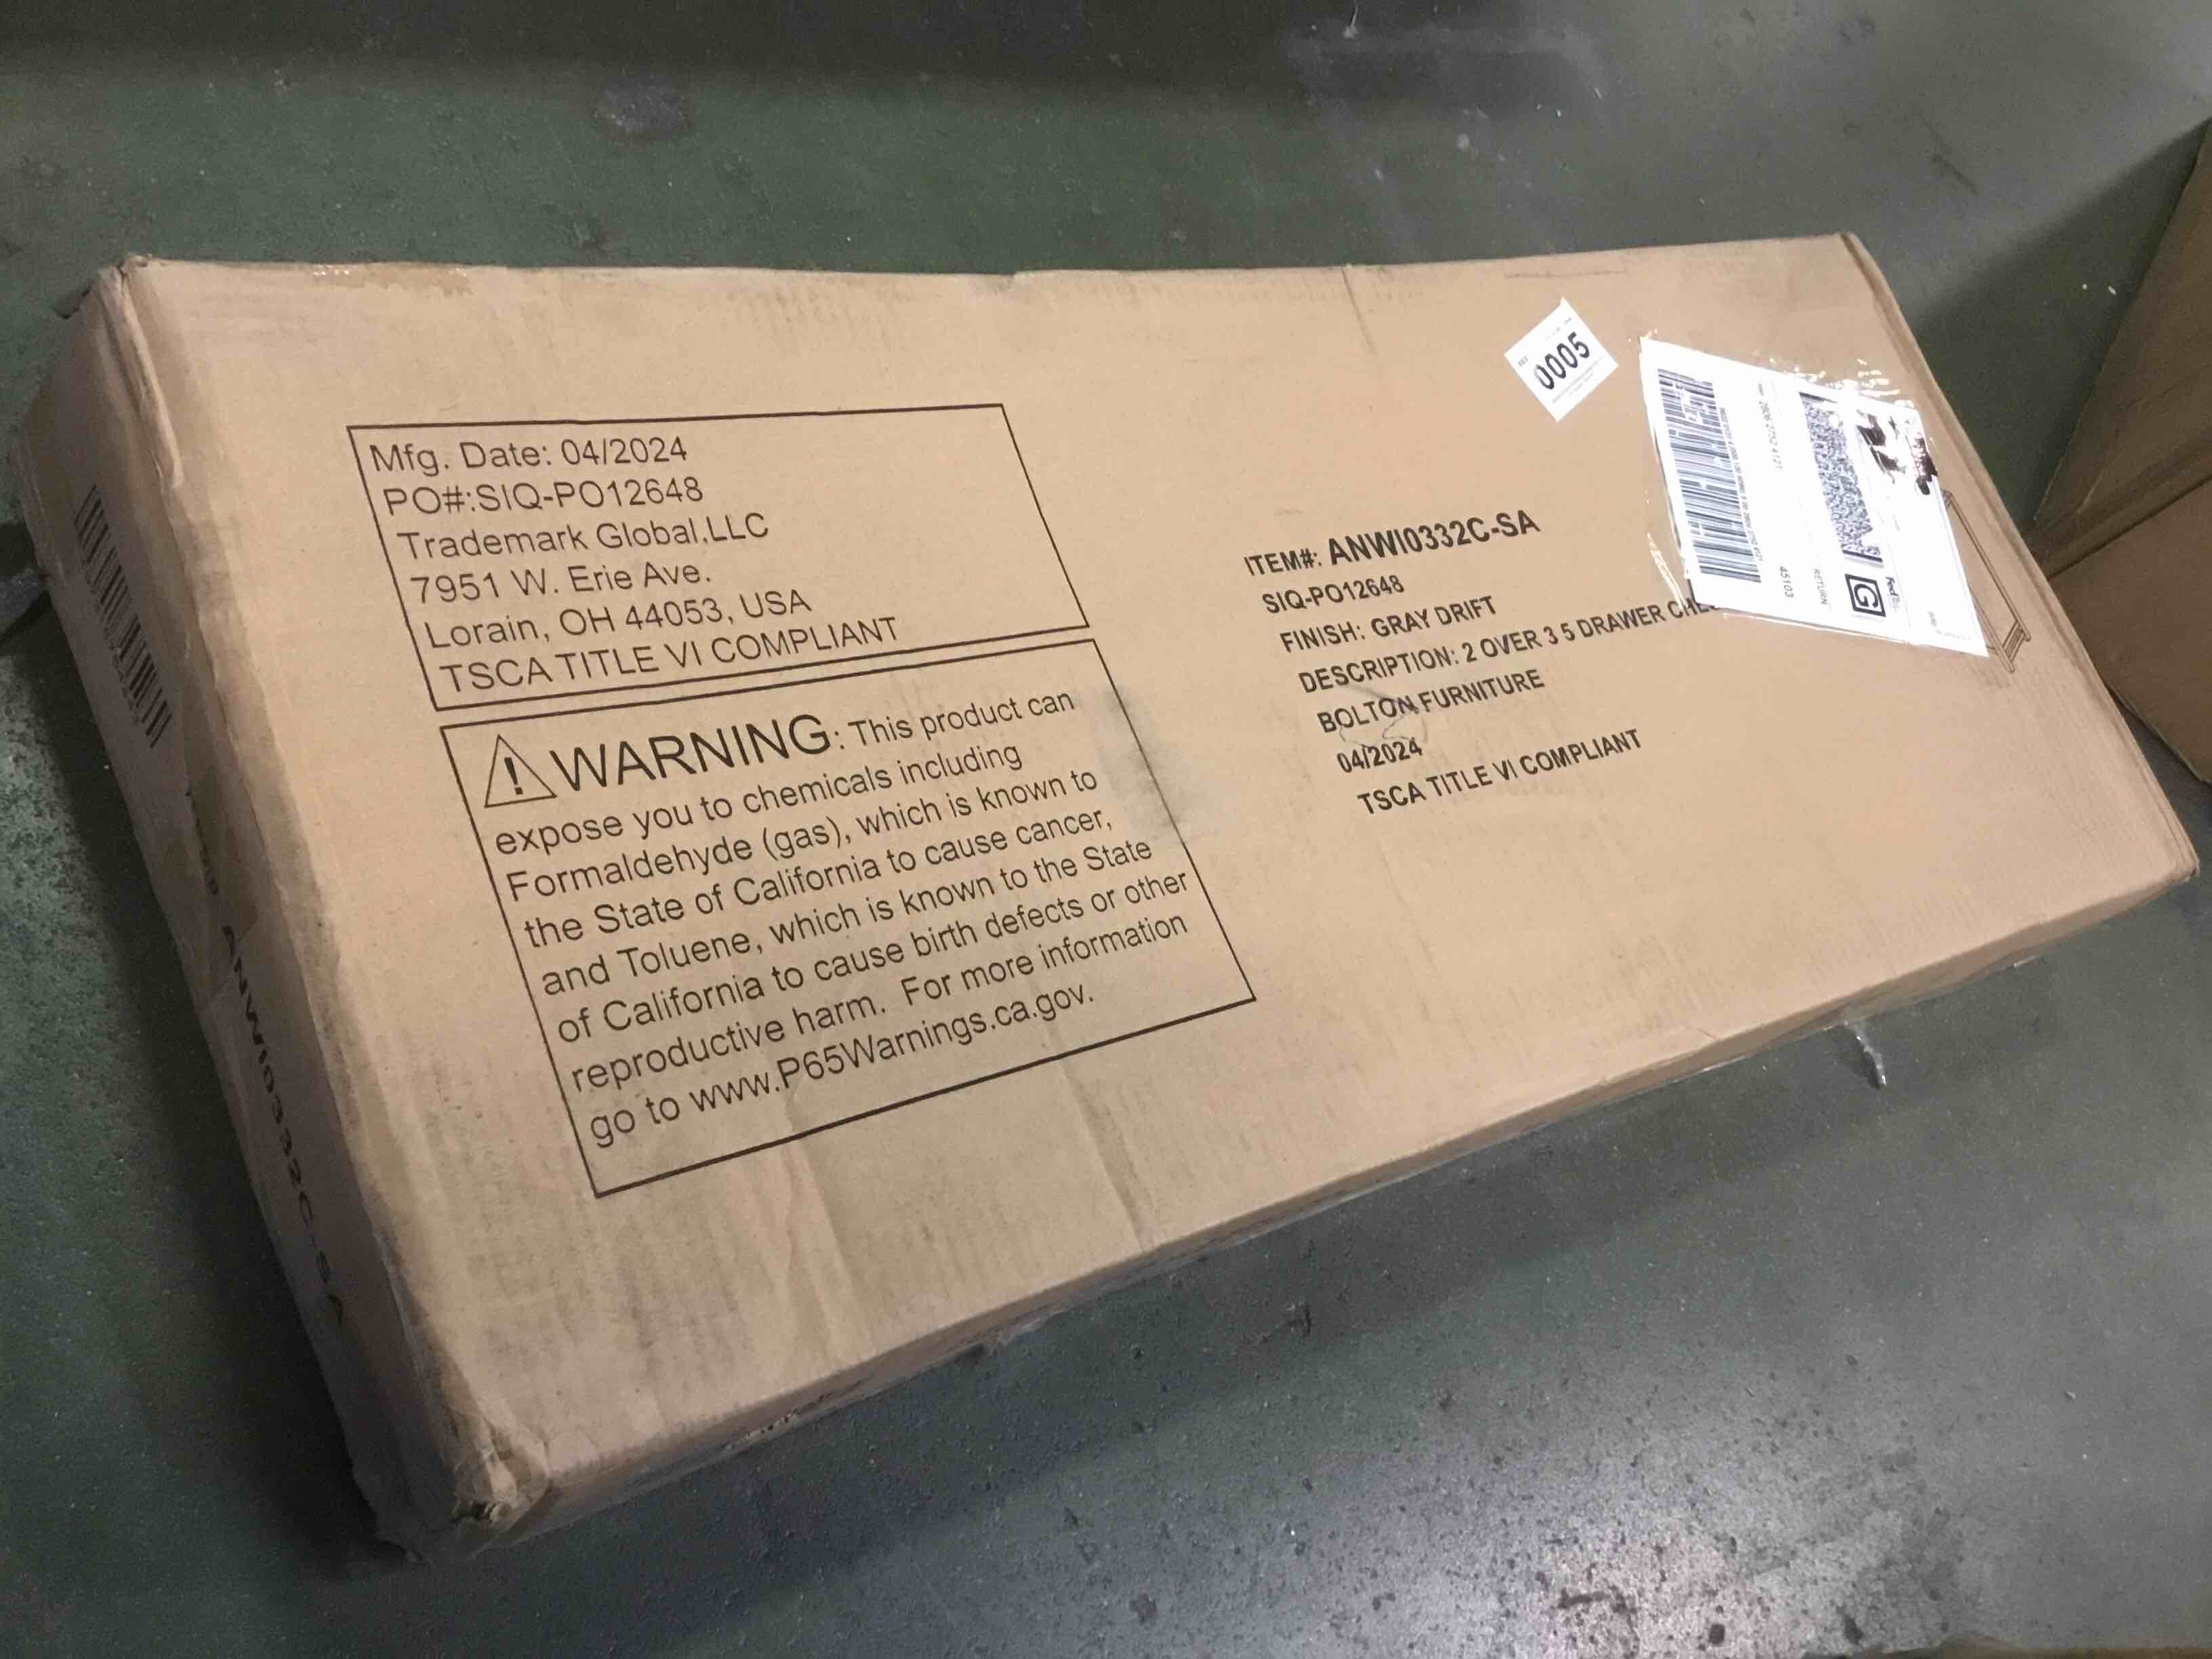 Mfg. Date: 04/2024
PO#:SIQ-PO12648
Trademark Global,LLC
7951 W. Erie Ave.
Lorain, OH 44053, USA
TSCA TITLE VI COMPLIANT
WARNING: This product can
expose you to chemicals including
Formaldehyde (gas), which is known to
the State of California to cause cancer,
and Toluene, which is known to the State
of California to cause birth defects or other
reproductive harm. For more information
go to www.P65Warnings.ca.gov.
ITEM#: ANWI0332C-SA
SIQ-PO12648
FINISH: GRAY DRIFT
DESCRIPTION: 2 OVER 3 5 DRAWER
BOLTON FURNITURE
04/2024
TSCA TITLE VI COMPLIANT
0005
45103
RETURN
FedEx
G
ANWI0332C-SA